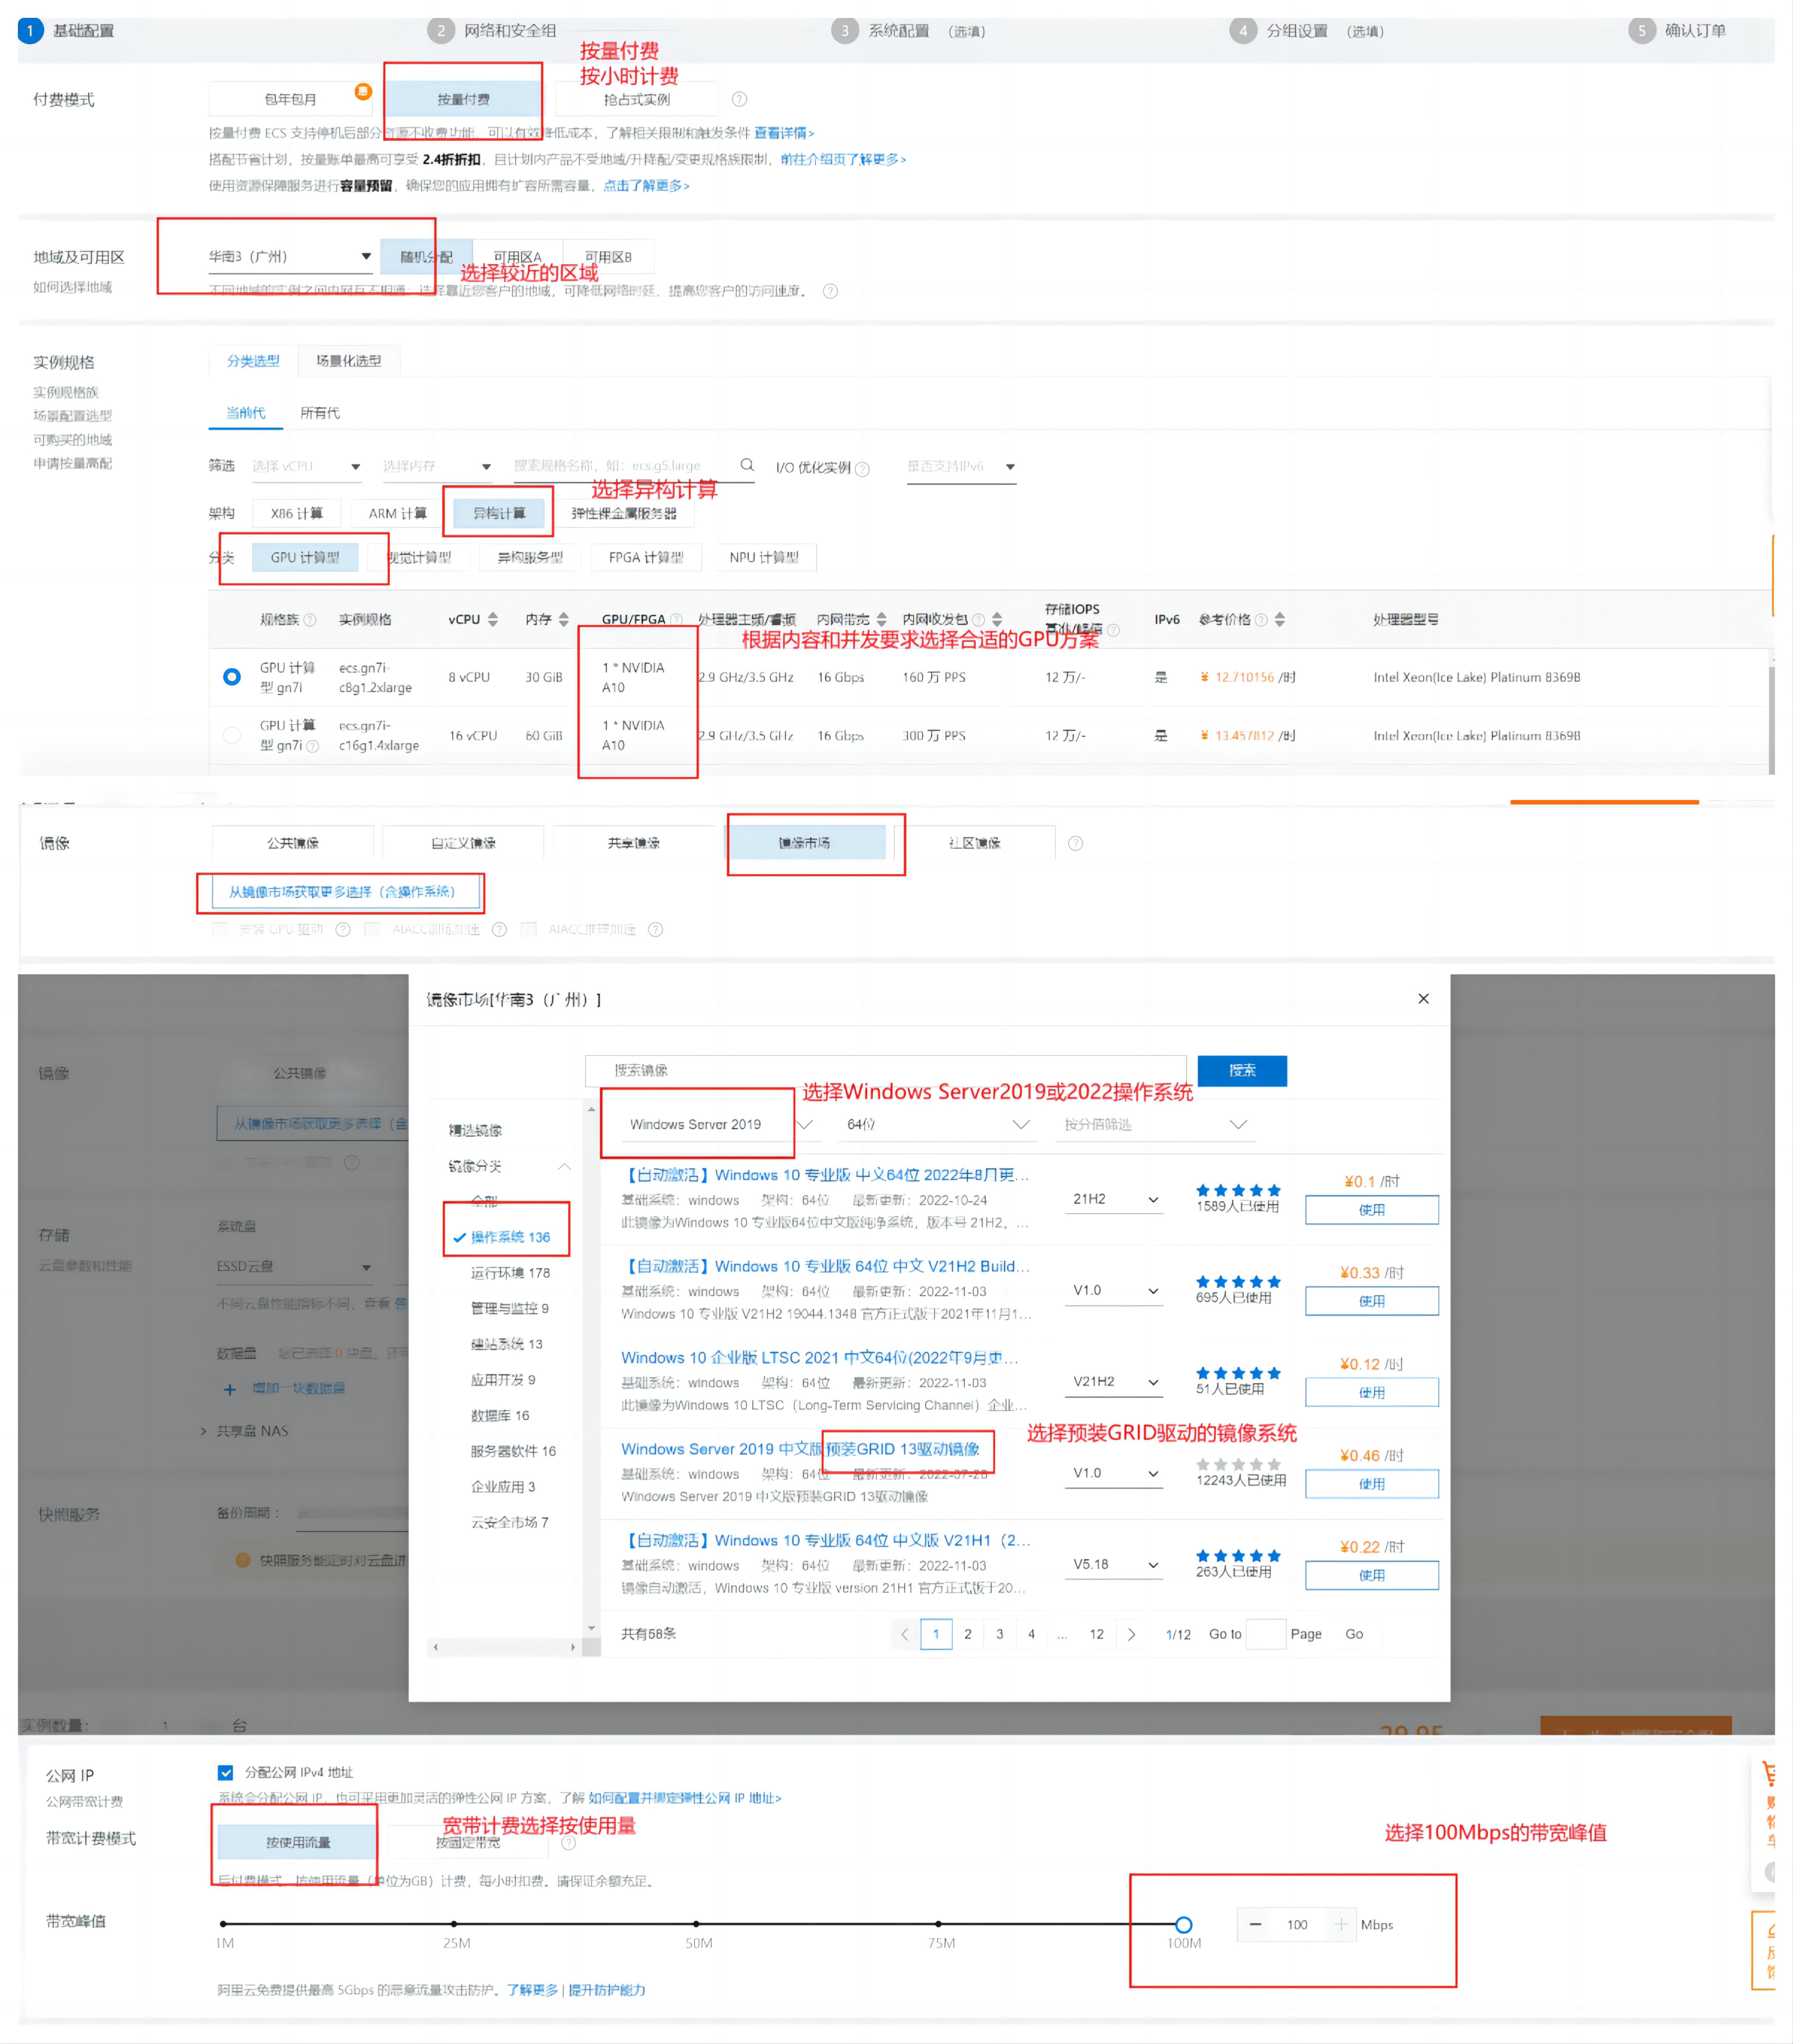 1 基础配置
2 网络和安全组
3 系统配置 (选填)
4 分组设置 (选填)
5 确认订单
按量付费
按小时计费
付费模式
包年包月 惠
按量付费
抢占式实例
按量付费 ECS 支持停机后部分资源不收费功能，可以有效降低成本，了解相关限制和触发条件 查看详情>
搭配节省计划，按量账单最高可享受 2.4折折扣，且计划内产品不受地域/升降配/变更规格族限制，前往介绍页了解更多>
使用资源保障服务进行容量预留，确保您的应用拥有扩容所需容量，点击了解更多>
地域及可用区
如何选择地域
华南3（广州）
随机分配
可用区A
可用区B
选择较近的区域
不同地域的实例之间内网互不相通；选择靠近您客户的地域，可降低网络时延、提高您客户的访问速度。
实例规格
实例规格族
场景配置选型
可购买的地域
申请按量高配
分类选型 场景化选型
当前代 所有代
筛选 选择 vCPU 选择内存 搜索规格名称，如：ecs.g5.large I/O 优化实例 是否支持IPv6
选择异构计算
架构 X86 计算 ARM 计算 异构计算 弹性裸金属服务器
分类 GPU 计算型 视觉计算型 异构服务型 FPGA 计算型 NPU 计算型
规格族 实例规格 vCPU 内存 GPU/FPGA 处理器主频/睿频 内网带宽 内网收发包 存储IOPS 基准/峰值 IPv6 参考价格 处理器型号
根据内容和并发要求选择合适的GPU方案
GPU 计算型 gn7i ecs.gn7i-c8g1.2xlarge 8 vCPU 30 GiB 1 * NVIDIA A10 2.9 GHz/3.5 GHz 16 Gbps 160 万 PPS 12 万/- 是 ¥ 12.710156 /时 Intel Xeon(Ice Lake) Platinum 8369B
GPU 计算型 gn7i ecs.gn7i-c16g1.4xlarge 16 vCPU 60 GiB 1 * NVIDIA A10 2.9 GHz/3.5 GHz 16 Gbps 300 万 PPS 12 万/- 是 ¥ 13.457812 /时 Intel Xeon(Ice Lake) Platinum 8369B
镜像
公共镜像 自定义镜像 共享镜像 镜像市场 社区镜像
从镜像市场获取更多选择（含操作系统）
安装 GPU 驱动 AIACC训练加速 AIACC推理加速
镜像市场[华南3（广州）]
搜索镜像 搜索
选择Windows Server2019或2022操作系统
Windows Server 2019 64位 按分值筛选
镜像
公共镜像
从镜像市场获取更多选择（含
存储
云盘参数和性能
系统盘
ESSD云盘
不同云盘性能指标不同，查看
数据盘 您已选择 0 块盘，还可
+ 增加一块数据盘
> 共享盘 NAS
快照服务
备份周期：
快照服务能定时对云盘进
精选镜像
镜像分类
全部
操作系统 136
运行环境 178
管理与监控 9
建站系统 13
应用开发 9
数据库 16
服务器软件 16
企业应用 3
云安全市场 7
【自动激活】Windows 10 专业版 中文64位 2022年8月更...
基础系统：windows 架构：64位 最新更新：2022-10-24
此镜像为Windows 10 专业版64位中文版纯净系统，版本号 21H2。...
21H2
1589人已使用
¥0.1 /时
使用
【自动激活】Windows 10 专业版 64位 中文 V21H2 Build...
基础系统：windows 架构：64位 最新更新：2022-11-03
Windows 10 专业版 V21H2 19044.1348 官方正式版于2021年11月1...
V1.0
695人已使用
¥0.33 /时
使用
Windows 10 企业版 LTSC 2021 中文64位(2022年9月更...
基础系统：windows 架构：64位 最新更新：2022-11-03
此镜像为Windows 10 LTSC（Long-Term Servicing Channel）企业...
V21H2
51人已使用
¥0.12 /时
使用
选择预装GRID驱动的镜像系统
Windows Server 2019 中文版预装GRID 13驱动镜像
基础系统：windows 架构：64位 最新更新：2022-07-28
Windows Server 2019 中文版预装GRID 13驱动镜像
V1.0
12243人已使用
¥0.46 /时
使用
【自动激活】Windows 10 专业版 64位 中文版 V21H1（2...
基础系统：windows 架构：64位 最新更新：2022-11-03
镜像自动激活，Windows 10 专业版 version 21H1 官方正式版于20...
V5.18
263人已使用
¥0.22 /时
使用
共有58条 1 2 3 4 ... 12 1/12 Go to Page Go
实例数量： 1 台
公网 IP
公网带宽计费
分配公网 IPv4 地址
系统会分配公网 IP，也可采用更加灵活的弹性公网 IP 方案，了解 如何配置并绑定弹性公网 IP 地址>
宽带计费选择按使用量
带宽计费模式
按使用流量 按固定带宽
后付费模式，按使用流量（单位为GB）计费，每小时扣费。请保证余额充足。
选择100Mbps的带宽峰值
带宽峰值
1M 25M 50M 75M 100M
− 100 + Mbps
阿里云免费提供最高 5Gbps 的恶意流量攻击防护。了解更多 | 提升防护能力
购物车
反馈